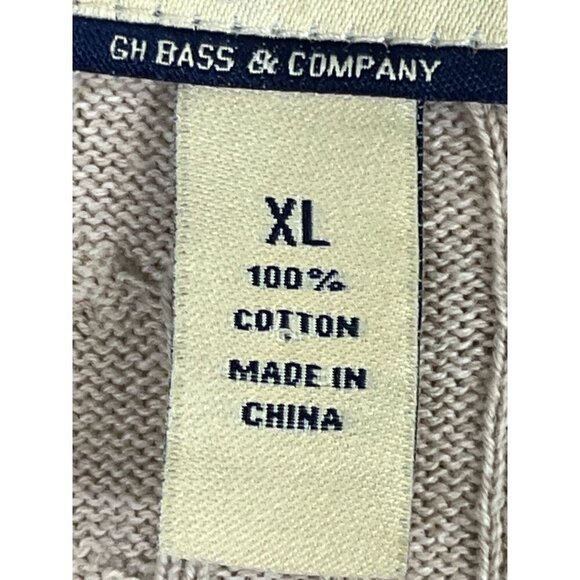 GH BASS & COMPANY
XL
100%
COTTON
MADE IN
CHINA